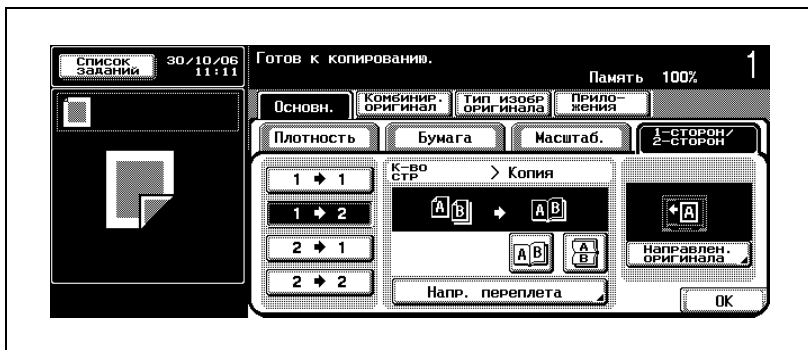 Список заданий
30/10/06
11:11
Готов к копированию.
Память 100%
1
Основн.
Комбинир. оригинал
Тип изобр оригинала
Прило-
жения
Плотность
Бумага
Масштаб.
1-сторон/
2-сторон
1 → 1
1 → 2
2 → 1
2 → 2
К-во стр > Копия
A B → A B
A B
A B
Напр. переплета
A
Направлен. оригинала
OK